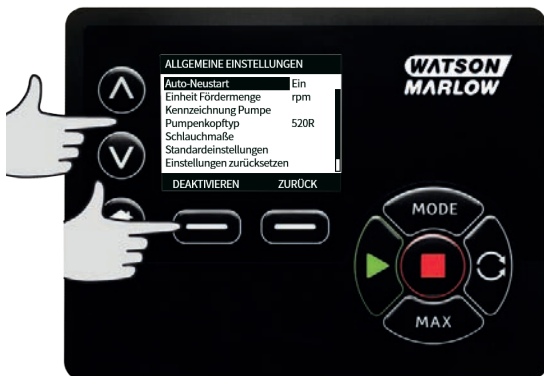 ALLGEMEINE EINSTELLUNGEN
Auto-Neustart Ein
Einheit Fördermenge rpm
Kennzeichnung Pumpe
Pumpenkopftyp 520R
Schlauchmaße
Standardeinstellungen
Einstellungen zurücksetzen
DEAKTIVIEREN ZURÜCK
WATSON
MARLOW
MODE
MAX